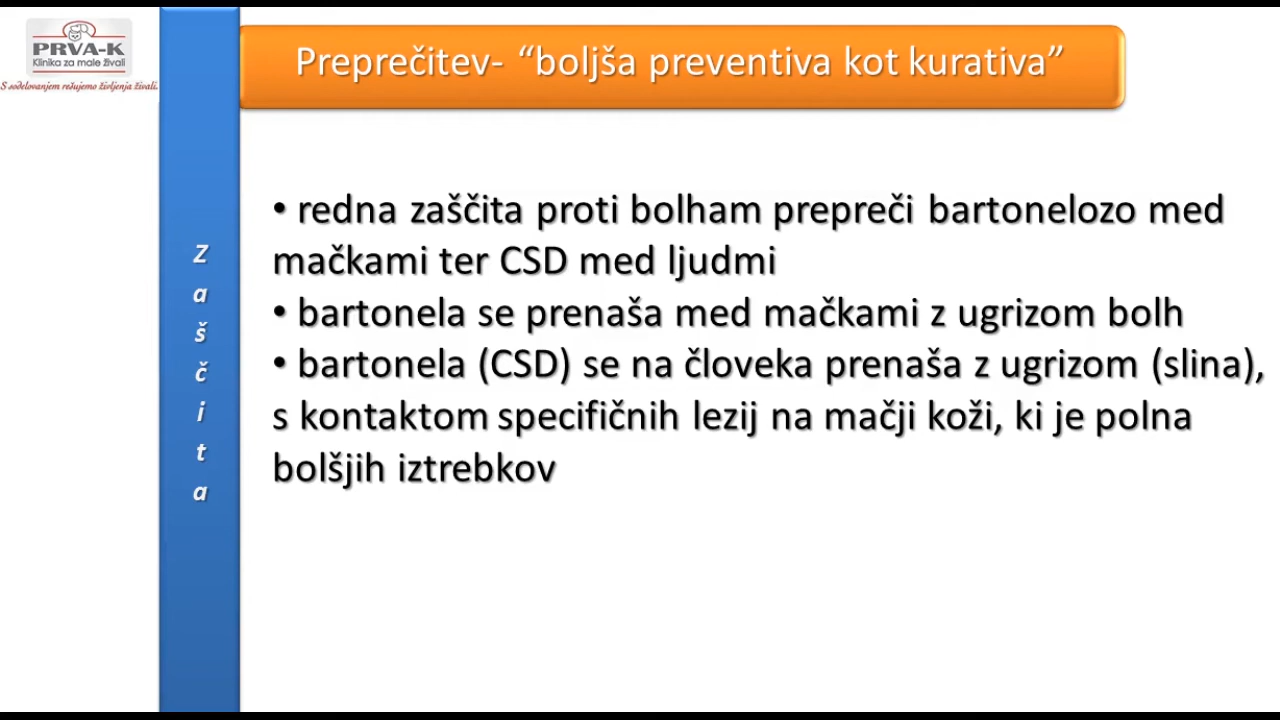 PRVA-K
Klinika za male živali
S sodelovanjem rešujemo življenja živali.
Preprečitev- “boljša preventiva kot kurativa”
Zaščita
• redna zaščita proti bolham prepreči bartonelozo med
mačkami ter CSD med ljudmi
• bartonela se prenaša med mačkami z ugrizom bolh
• bartonela (CSD) se na človeka prenaša z ugrizom (slina),
s kontaktom specifičnih lezij na mačji koži, ki je polna
bolšjih iztrebkov